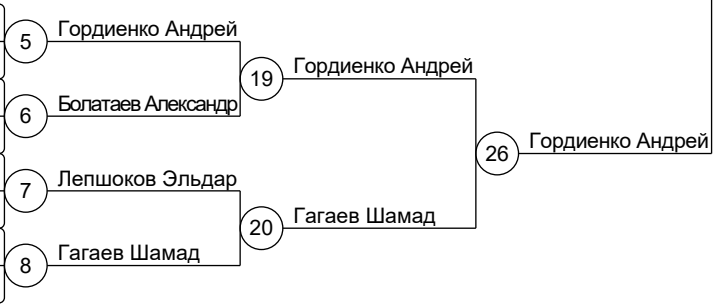 5
Гордиенко Андрей
19
Гордиенко Андрей
6
Болатаев Александр
26
Гордиенко Андрей
7
Лепшоков Эльдар
20
Гагаев Шамад
8
Гагаев Шамад